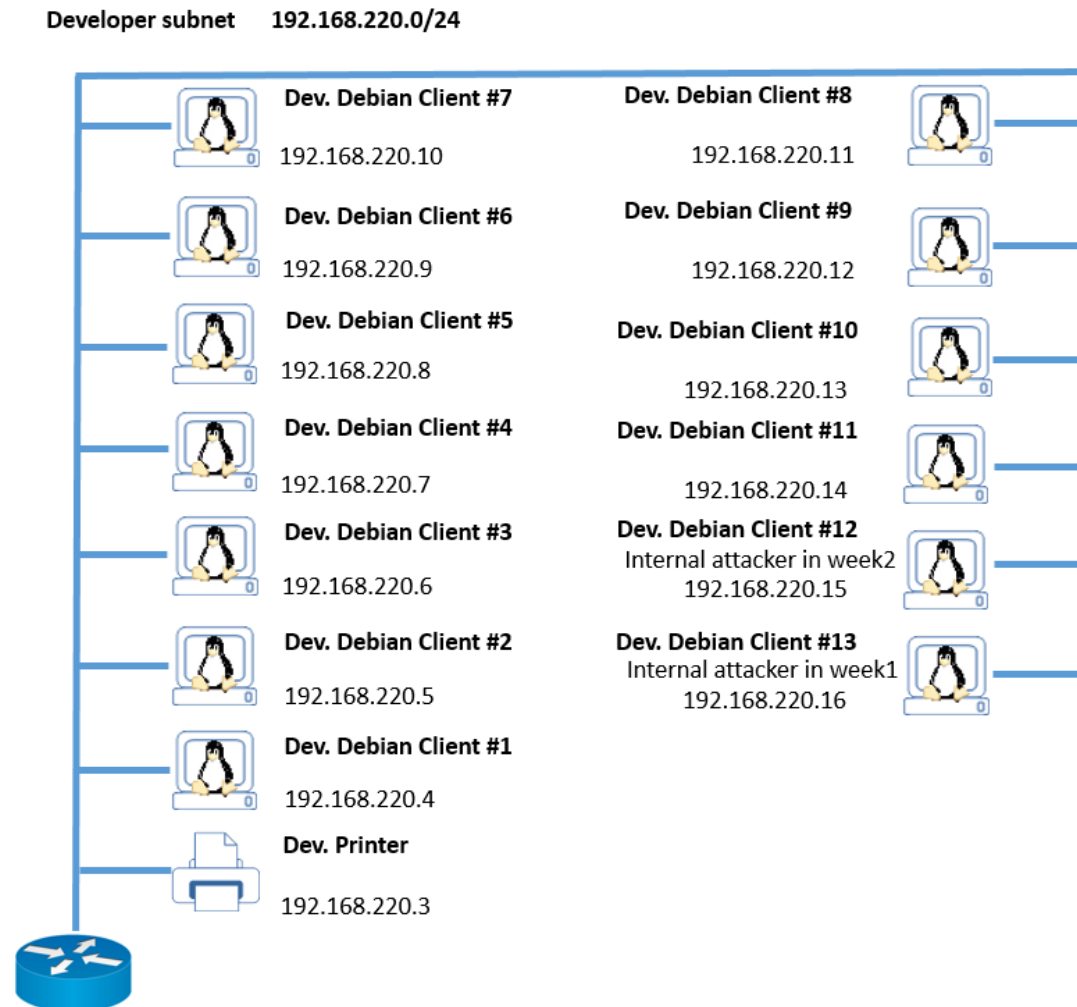 Developer subnet 192.168.220.0/24
Dev. Debian Client #7
192.168.220.10
Dev. Debian Client #6
192.168.220.9
Dev. Debian Client #5
192.168.220.8
Dev. Debian Client #4
192.168.220.7
Dev. Debian Client #3
192.168.220.6
Dev. Debian Client #2
192.168.220.5
Dev. Debian Client #1
192.168.220.4
Dev. Printer
192.168.220.3
Dev. Debian Client #8
192.168.220.11
Dev. Debian Client #9
192.168.220.12
Dev. Debian Client #10
192.168.220.13
Dev. Debian Client #11
192.168.220.14
Dev. Debian Client #12
Internal attacker in week2
192.168.220.15
Dev. Debian Client #13
Internal attacker in week1
192.168.220.16